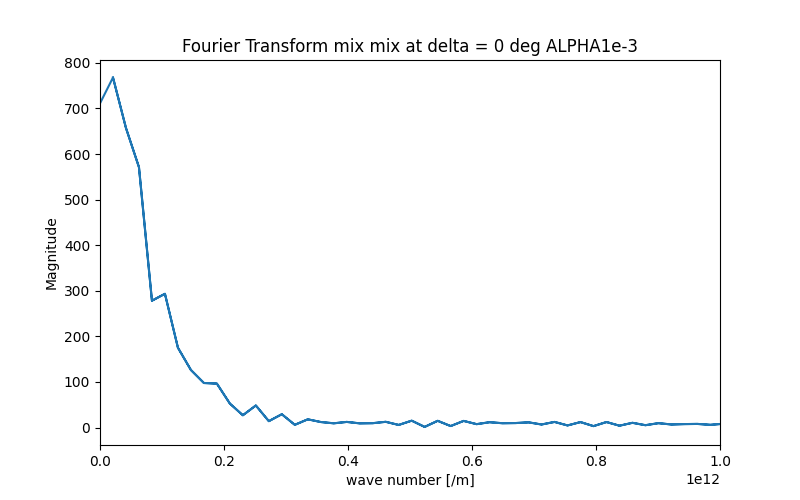 Fourier Transform mix mix at delta = 0 deg ALPHA1e-3
800
700
600
500
400
300
200
100
0
Magnitude
0.0 0.2 0.4 0.6 0.8 1.0
1e12
wave number [/m]